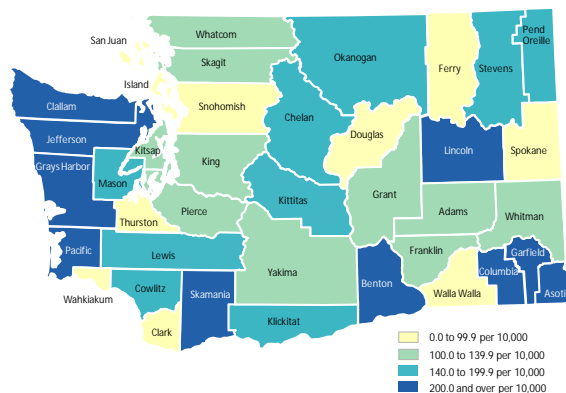 Whatcom
San Juan
Skagit
Island
Snohomish
Okanogan
Ferry
Stevens
Pend
Oreille
Clallam
Chelan
Douglas
Jefferson
Kitsap
King
Lincoln
Spokane
Grays Harbor
Mason
Kittitas
Grant
Thurston
Pierce
Adams
Whitman
Pacific
Lewis
Yakima
Franklin
Garfield
Wahkiakum
Cowlitz
Skamania
Benton
Walla Walla
Columbia
Asoti
Clark
Klickitat
0.0 to 99.9 per 10,000
100.0 to 139.9 per 10,000
140.0 to 199.9 per 10,000
200.0 and over per 10,000